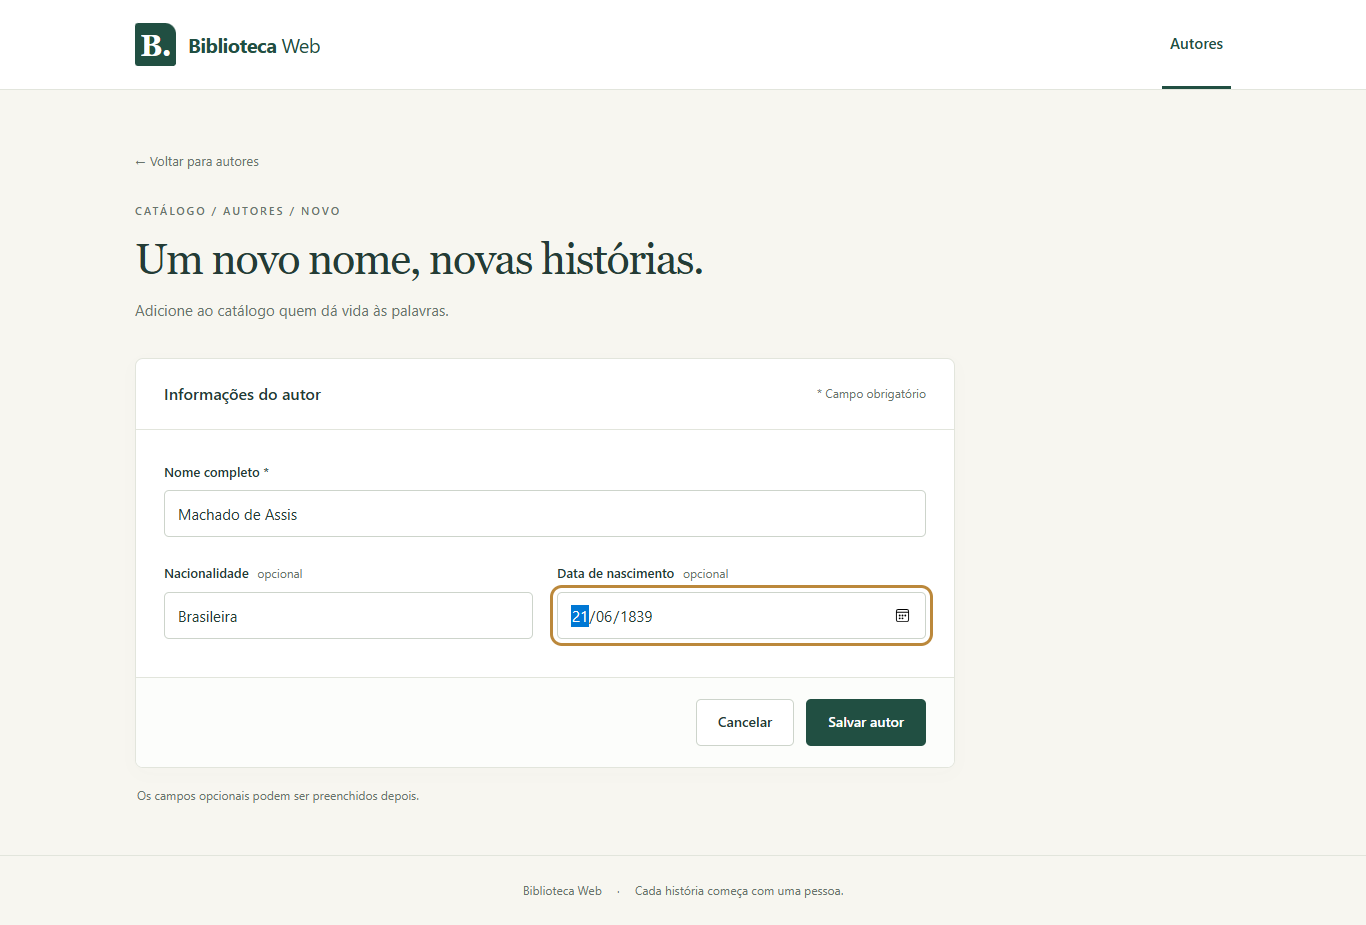 B. Biblioteca Web
Autores
← Voltar para autores
CATÁLOGO / AUTORES / NOVO
Um novo nome, novas histórias.
Adicione ao catálogo quem dá vida às palavras.
Informações do autor
* Campo obrigatório
Nome completo *
Machado de Assis
Nacionalidade opcional
Data de nascimento opcional
Brasileira
21/06/1839
Cancelar
Salvar autor
Os campos opcionais podem ser preenchidos depois.
Biblioteca Web · Cada história começa com uma pessoa.